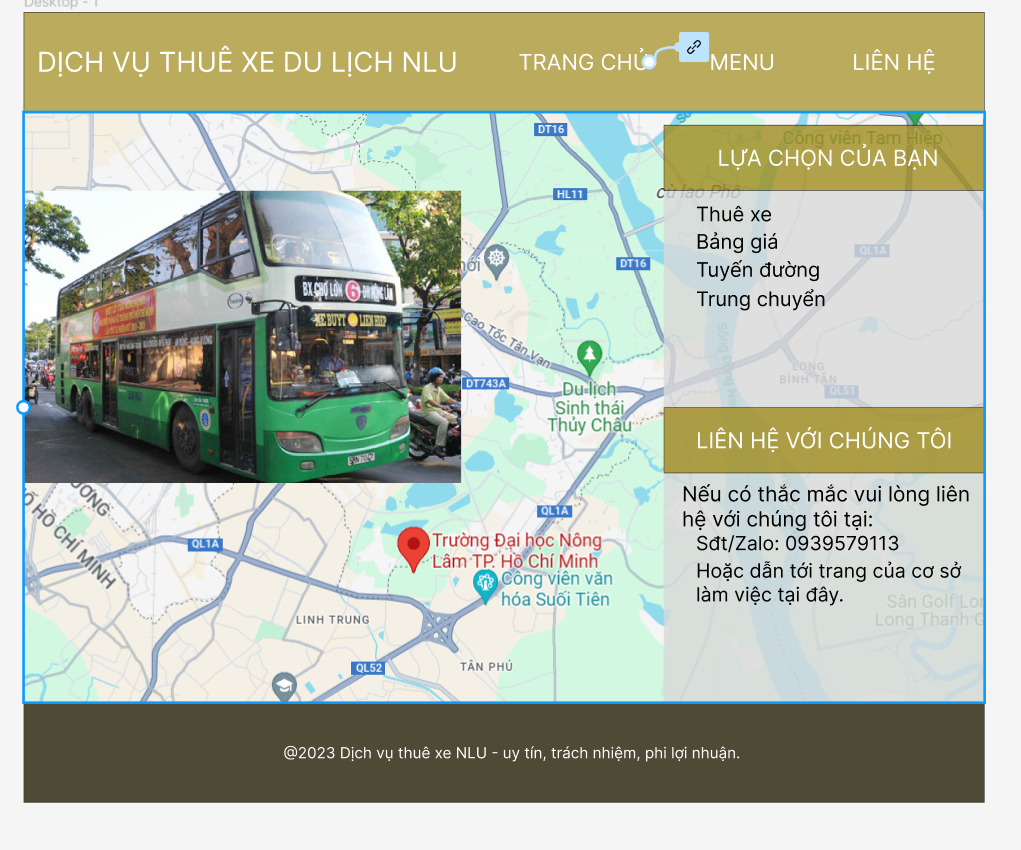 Desktop - 1
DỊCH VỤ THUÊ XE DU LỊCH NLU
TRANG CHỦ
MENU
LIÊN HỆ
DT16
Công viên Tam Hiệp
LỰA CHỌN CỦA BẠN
HL11
cù lao Phố
Thuê xe
Bảng giá
QL1A
DT16
Tuyến đường
Trung chuyển
BX CHỢ LỚN 6 ĐH NÔNG LÂM
XE BUÝT LIÊN HIỆP
Cao Tốc Tân Vạn
DT743A
Du lịch
Sinh thái
Thủy Châu
LONG
BÌNH TÂN
QL51
LIÊN HỆ VỚI CHÚNG TÔI
Nếu có thắc mắc vui lòng liên
hệ với chúng tôi tại:
Sđt/Zalo: 0939579113
Hoặc dẫn tới trang của cơ sở
làm việc tại đây.
HỒ CHÍ MINH
QL1A
QL1A
Trường Đại học Nông
Lâm TP. Hồ Chí Minh
Công viên văn
hóa Suối Tiên
Sân Golf Lon
Long Thanh G
LINH TRUNG
QL52
TÂN PHÚ
@2023 Dịch vụ thuê xe NLU - uy tín, trách nhiệm, phi lợi nhuận.